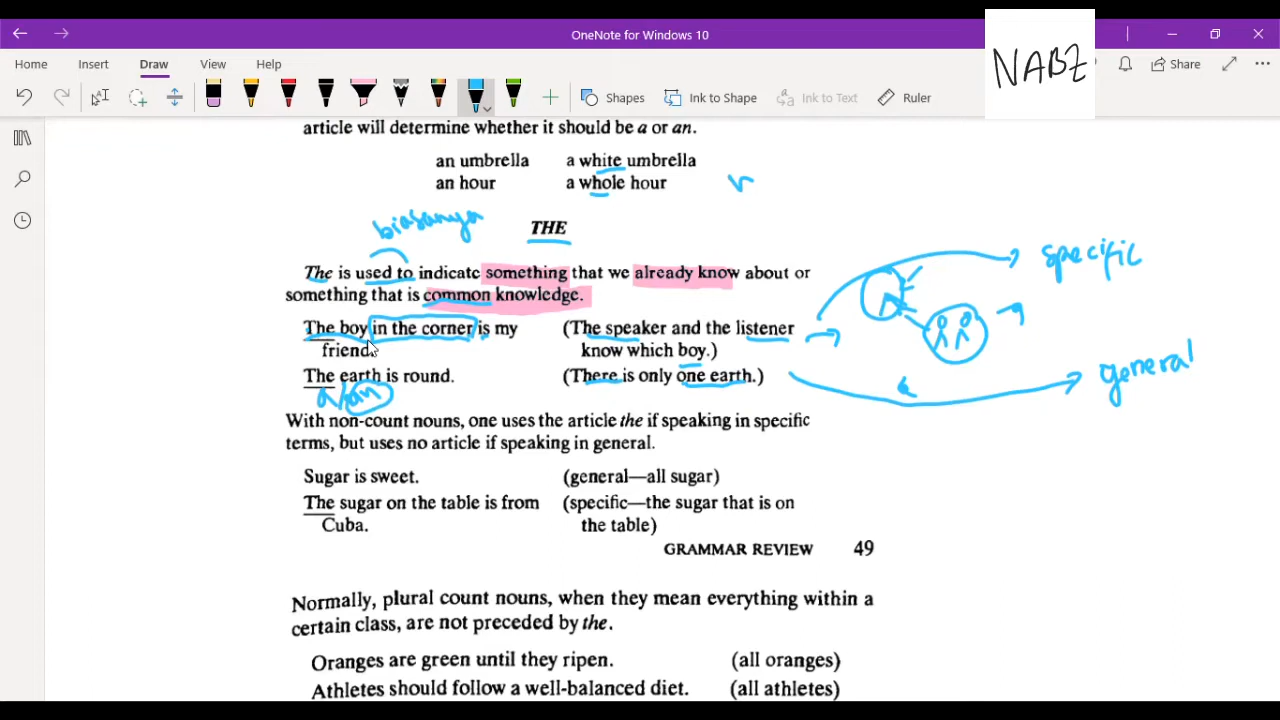 OneNote for Windows 10
NABZ
Home Insert Draw View Help
Share
Shapes Ink to Shape Ink to Text Ruler
article will determine whether it should be a or an.
an umbrella a white umbrella
an hour a whole hour
biasanya
THE
The is used to indicate something that we already know about or
something that is common knowledge.
specific
The boy in the corner is my (The speaker and the listener
friend. know which boy.)
The earth is round. (There is only one earth.)
general
a/an
With non-count nouns, one uses the article the if speaking in specific
terms, but uses no article if speaking in general.
Sugar is sweet. (general—all sugar)
The sugar on the table is from (specific—the sugar that is on
Cuba. the table)
GRAMMAR REVIEW 49
Normally, plural count nouns, when they mean everything within a
certain class, are not preceded by the.
Oranges are green until they ripen. (all oranges)
Athletes should follow a well-balanced diet. (all athletes)